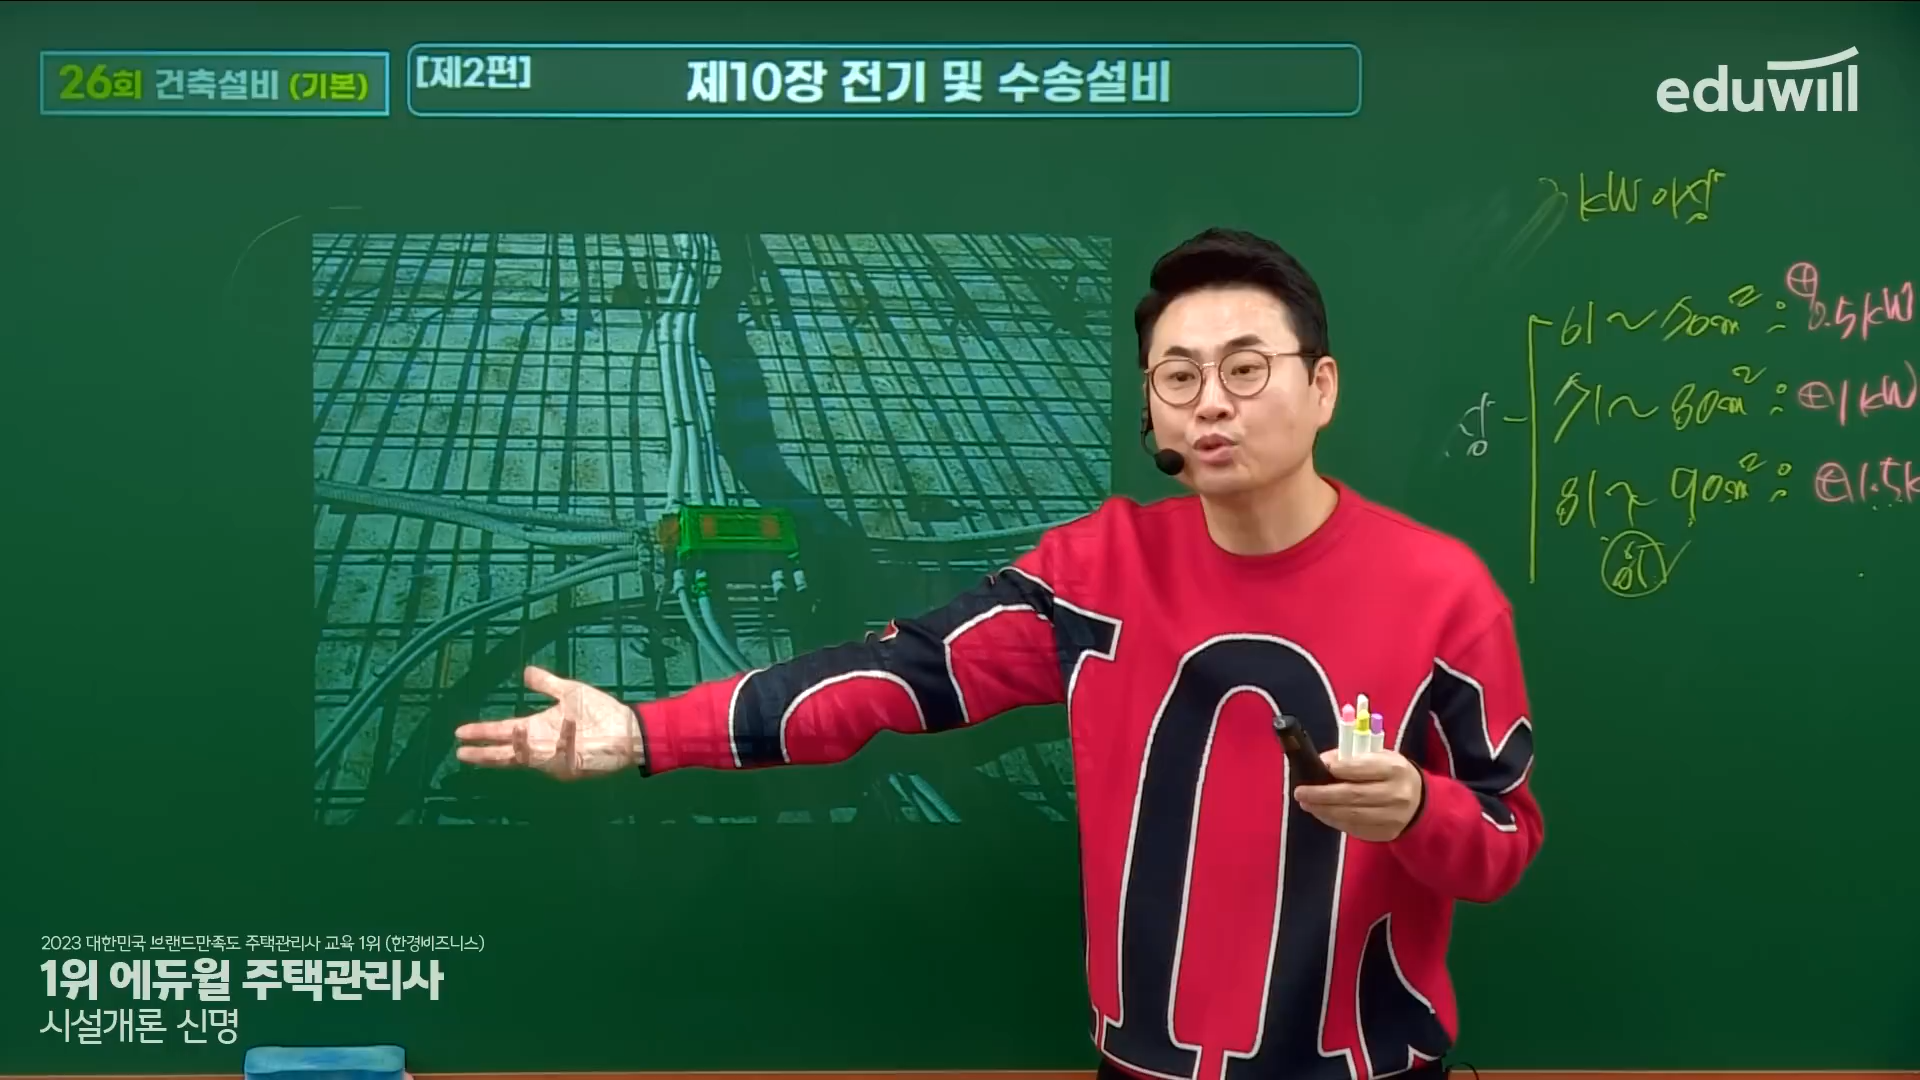 26회 건축설비 (기본)
[제2편]
제10장 전기 및 수송설비
eduwill
kW 이상
61~70m² : ⊕0.5kW
71~80m² : ⊕1kW
81~90m² : ⊕1.5k
2023 대한민국 브랜드만족도 주택관리사 교육 1위 (한경비즈니스)
1위 에듀윌 주택관리사
시설개론 신명